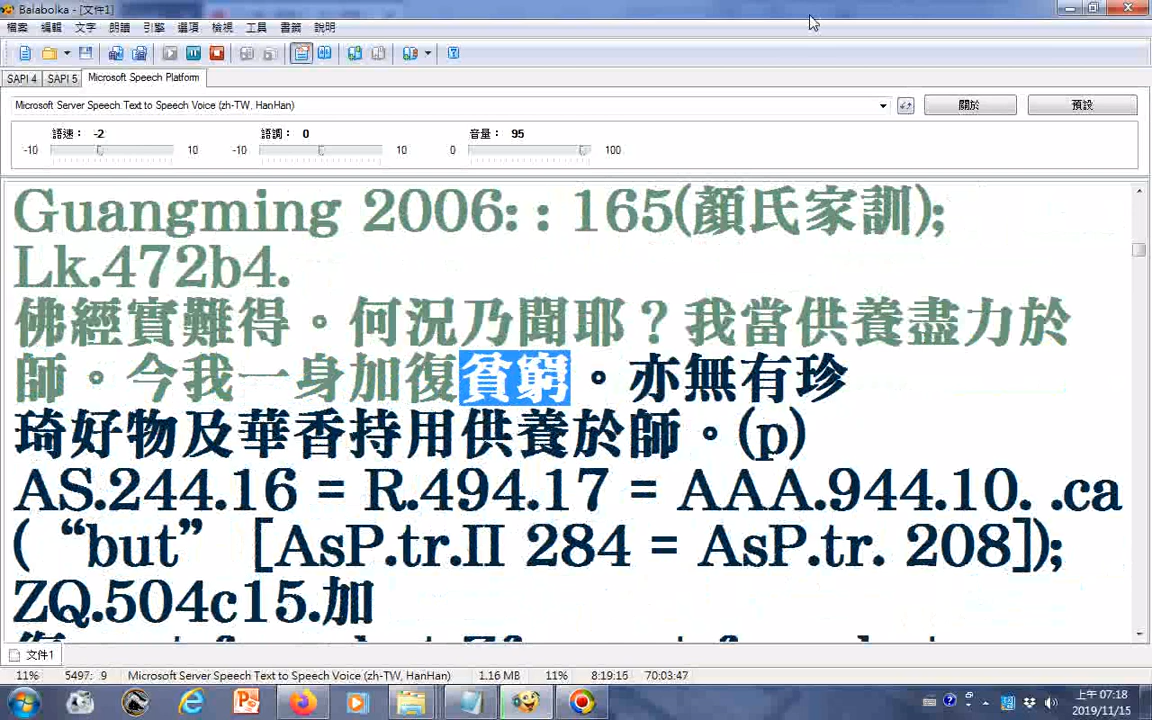 Balabolka - [文件1]
檔案 編輯 文字 朗讀 引擎 選項 檢視 工具 書籤 說明
SAPI 4 SAPI 5 Microsoft Speech Platform
Microsoft Server Speech Text to Speech Voice (zh-TW, HanHan) 關於 預設
語速： -2 語調： 0 音量： 95
-10 10 -10 10 0 100
Guangming 2006: : 165(顏氏家訓);
Lk.472b4.
佛經實難得。何況乃聞耶？我當供養盡力於
師。今我一身加復貧窮。亦無有珍
琦好物及華香持用供養於師。(p)
AS.244.16 = R.494.17 = AAA.944.10. .ca
( “but” [AsP.tr.II 284 = AsP.tr. 208]);
ZQ.504c15.加
文件1
11% 5497: 9 Microsoft Server Speech Text to Speech Voice (zh-TW, HanHan) 1.16 MB 11% 8:19:15 70:03:47
上午 07:18
2019/11/15